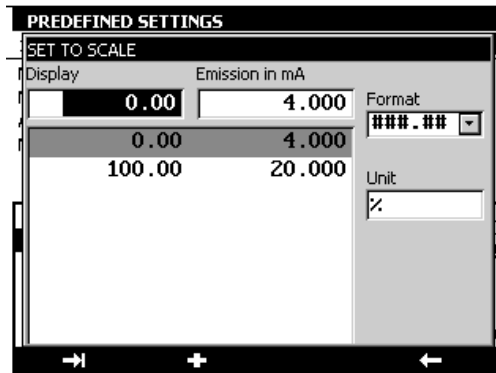 PREDEFINED SETTINGS
SET TO SCALE
Display Emission in mA
0.00 4.000
Format
###.##
0.00 4.000
100.00 20.000
Unit
%